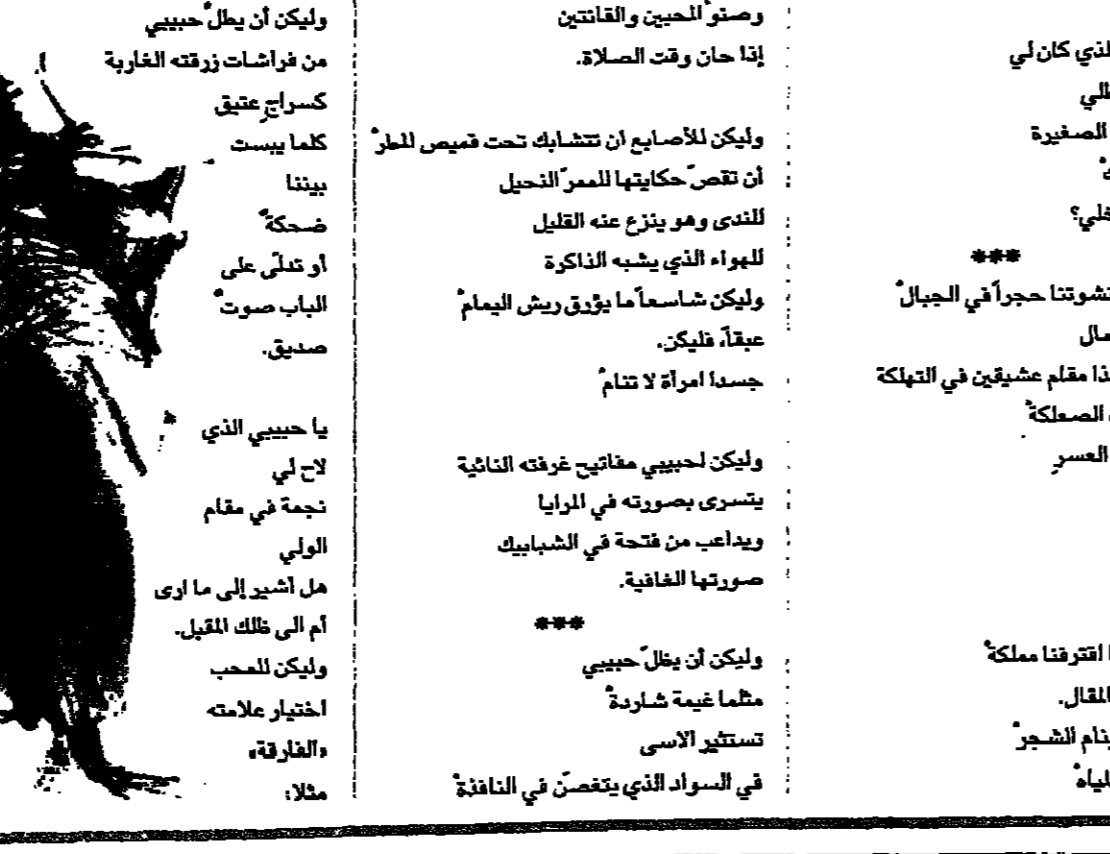 لذي كان لي
الصغيرة
***
نشوتنا حجراً في الجبالْ
ذا مقام عشيقين في التهلكة
الصعلكةْ
العسرِ
اقترفنا مملكةْ
المقال.
ينام الشجرْ
وصنو المحبين والقانتين
إذا حان وقت الصلاة.
وليكن للأصابع ان تتشابك تحت قميص المطرْ
أن تقصّ حكايتها للممرّ النحيل
للندى وهو ينزع عنه القليل
للهواء الذي يشبه الذاكرة
وليكن شاسعاً ما يؤرق ريش اليمامْ
عبقاً، فليكن.
جسدا امرأة لا تنامْ
وليكن لحبيبي مفاتيح غرفته النائية
يتسرى بصورته في المرايا
ويداعب من فتحة في الشبابيك
صورتها الغافية.
***
وليكن أن يظلّ حبيبي
مثلما غيمة شاردةْ
تستثير الاسى
في السواد الذي يتغصنّ في النافذةْ
وليكن أن يطلّ حبيبي
من فراشات زرقته الغاربة
كسراجٍ عتيق
كلما يبست
بيننا
ضحكةْ
أو تدلّى على
الباب صوتْ
صديق.
يا حبيبي الذي
لاح لي
نجمة في مقام
الولي
هل أشير إلى ما ارى
أم الى ظلك المقبل.
وليكن للمحب
اختيار علامته
«الفارقة»
مثلا: